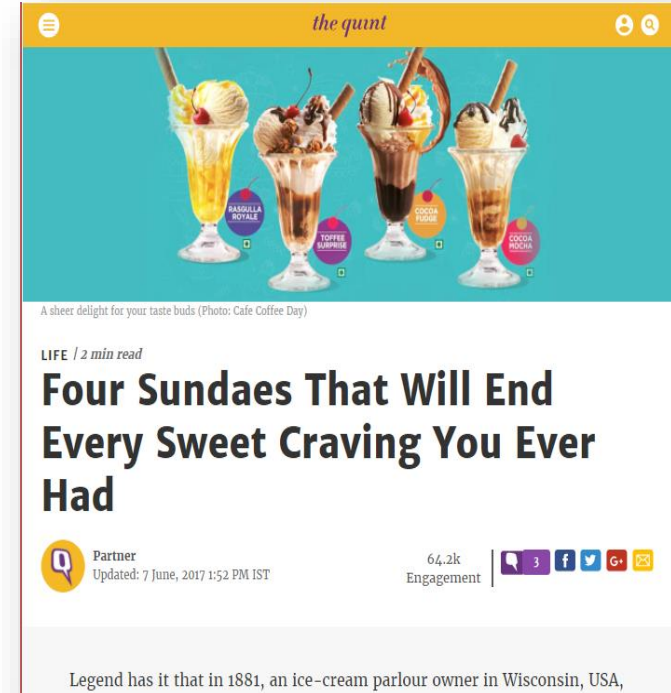 the quint
RASGULLA
ROYALE
TOFFEE
SURPRISE
COCOA
FUDGE
COCOA
MOCHA
A sheer delight for your taste buds (Photo: Cafe Coffee Day)
LIFE / 2 min read
Four Sundaes That Will End
Every Sweet Craving You Ever
Had
Partner
Updated: 7 June, 2017 1:52 PM IST
64.2k
Engagement
3
f
G+
Legend has it that in 1881, an ice-cream parlour owner in Wisconsin, USA,